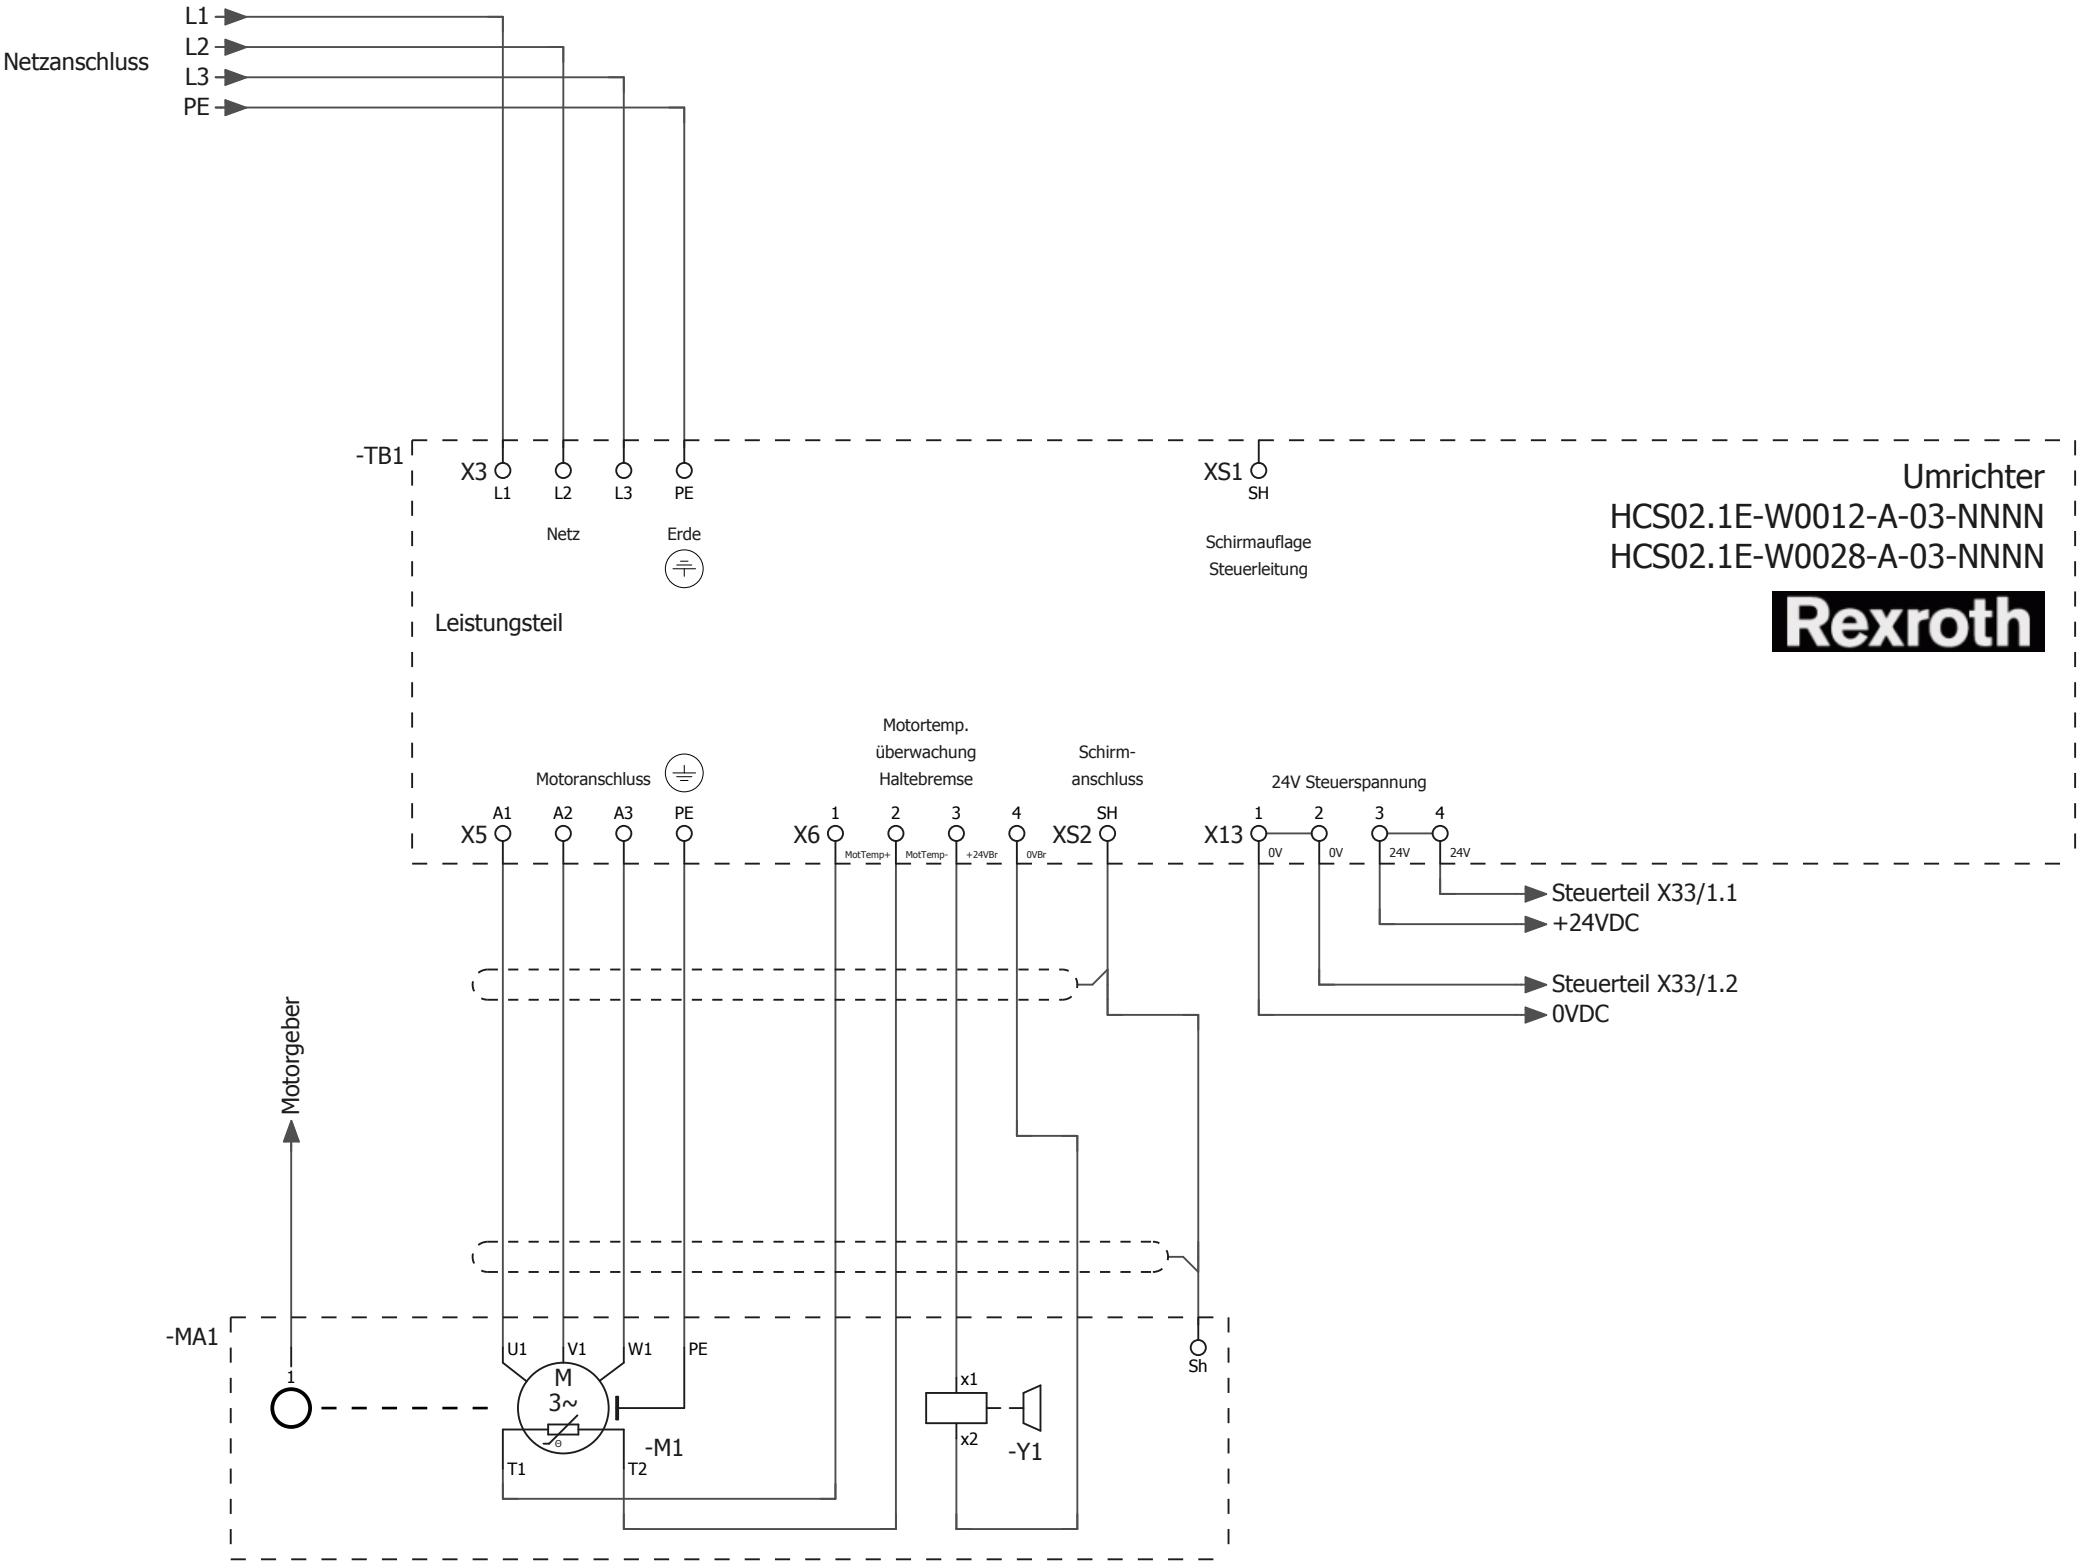 L1
L2
Netzanschluss
L3
PE
-TB1
X3
L1 L2 L3 PE
Netz
Erde
XS1
SH
Schirmauflage
Steuerleitung
Umrichter
HCS02.1E-W0012-A-03-NNNN
HCS02.1E-W0028-A-03-NNNN
Rexroth
Leistungsteil
Motoranschluss
X5
A1 A2 A3 PE
Motortemp.
überwachung
Haltebremse
X6
1 2 3 4
MotTemp+ MotTemp- +24VBr 0VBr
Schirm-
anschluss
XS2
SH
24V Steuerspannung
X13
1 2 3 4
0V 0V 24V 24V
Steuerteil X33/1.1
+24VDC
Steuerteil X33/1.2
0VDC
Motorgeber
-MA1
1
U1 V1 W1 PE
M
3~
Θ
-M1
T1 T2
x1
x2
-Y1
Sh